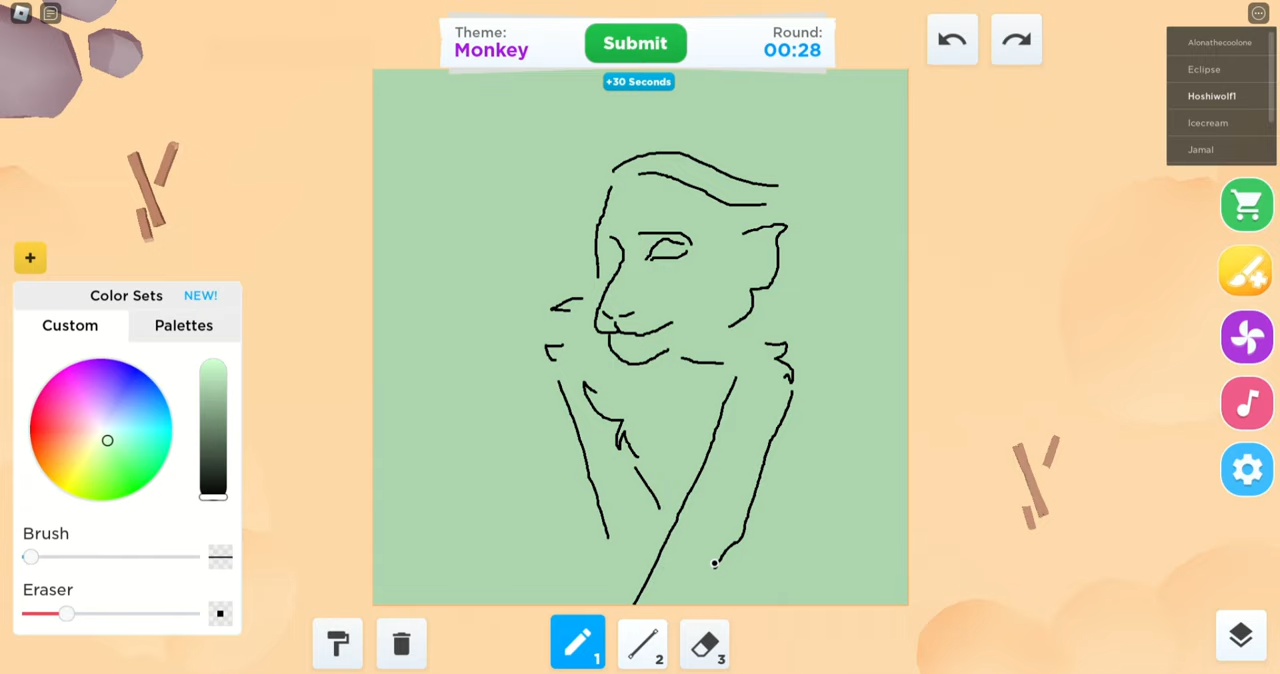 Theme:
Monkey
Submit
Round:
00:28
+30 Seconds
Alonathecoolone
Eclipse
Hoshiwolf1
Icecream
Jamal
+
Color Sets NEW!
Custom Palettes
Brush
Eraser
1
2
3